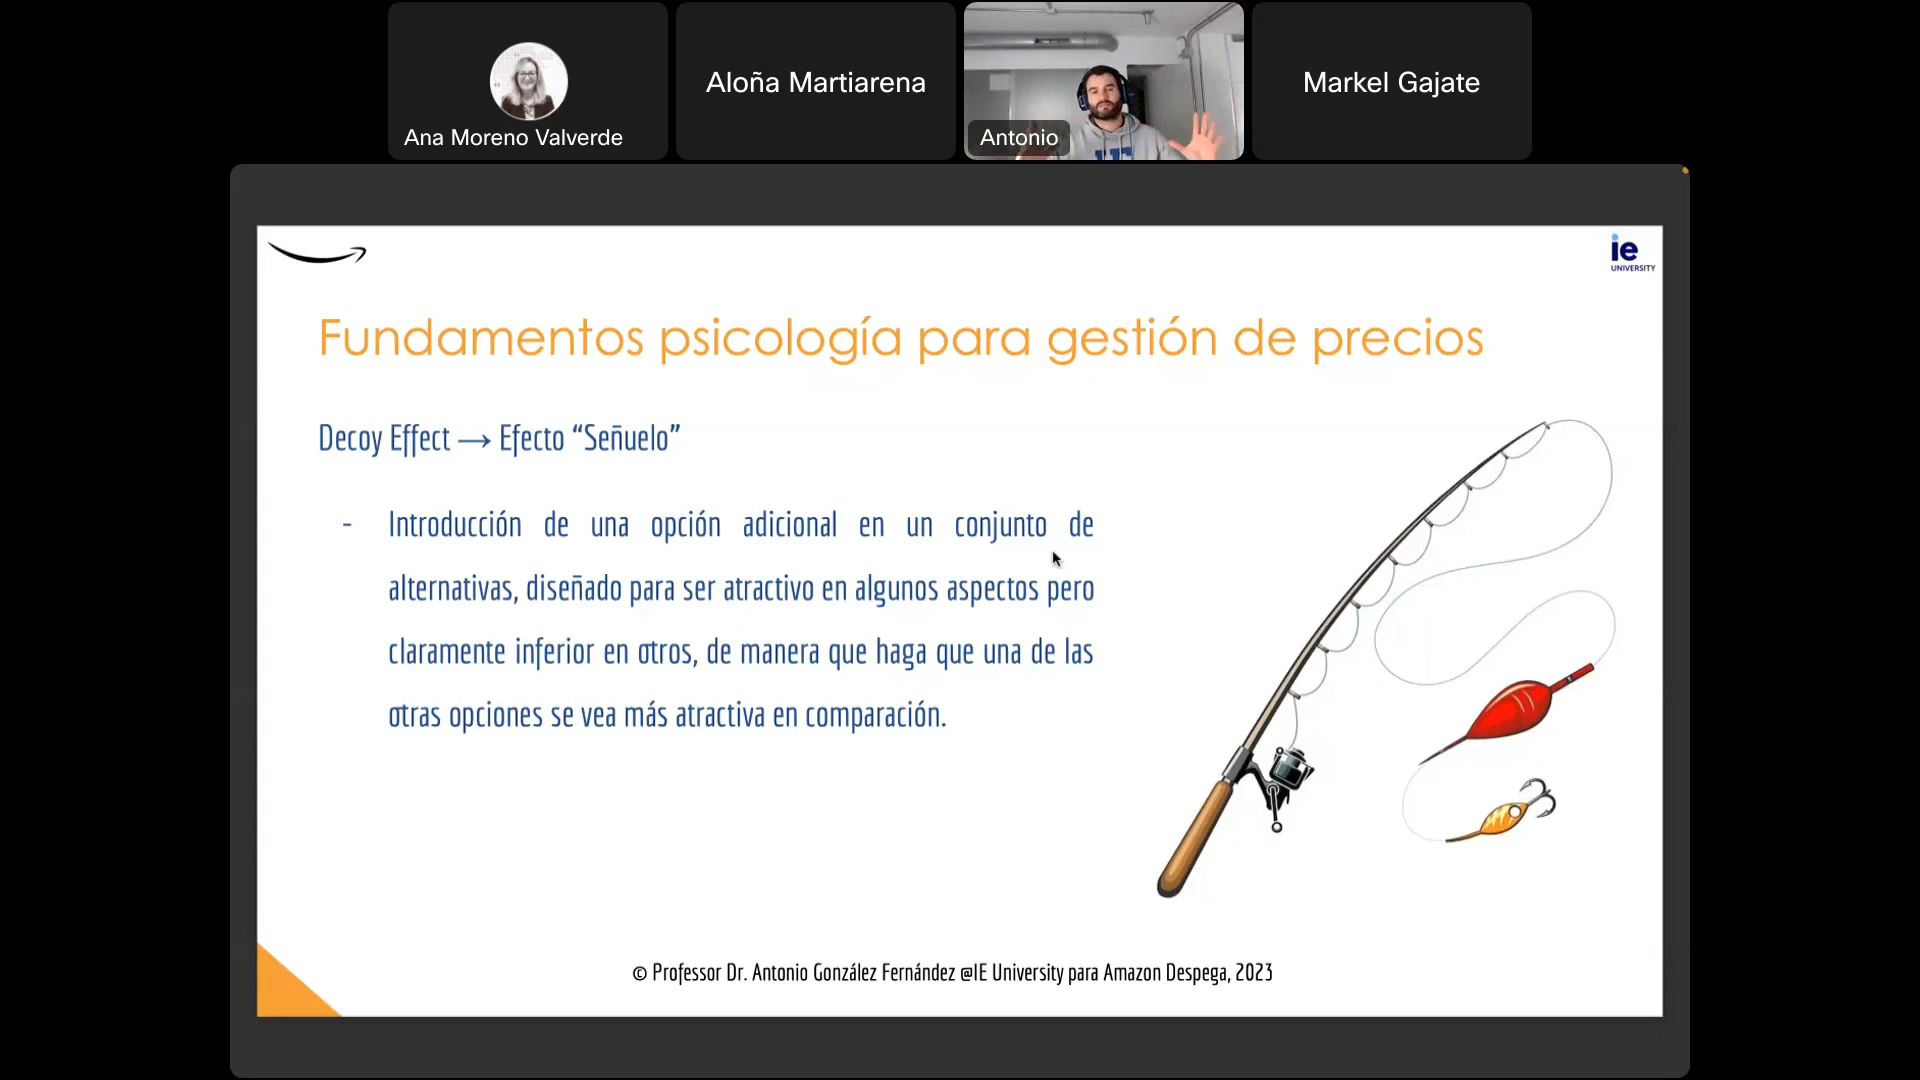 Ana Moreno Valverde
Aloña Martiarena
Antonio
Markel Gajate
ie
UNIVERSITY
Fundamentos psicología para gestión de precios
Decoy Effect → Efecto “Señuelo”
- Introducción de una opción adicional en un conjunto de
alternativas, diseñado para ser atractivo en algunos aspectos pero
claramente inferior en otros, de manera que haga que una de las
otras opciones se vea más atractiva en comparación.
© Professor Dr. Antonio González Fernández @IE University para Amazon Despega, 2023